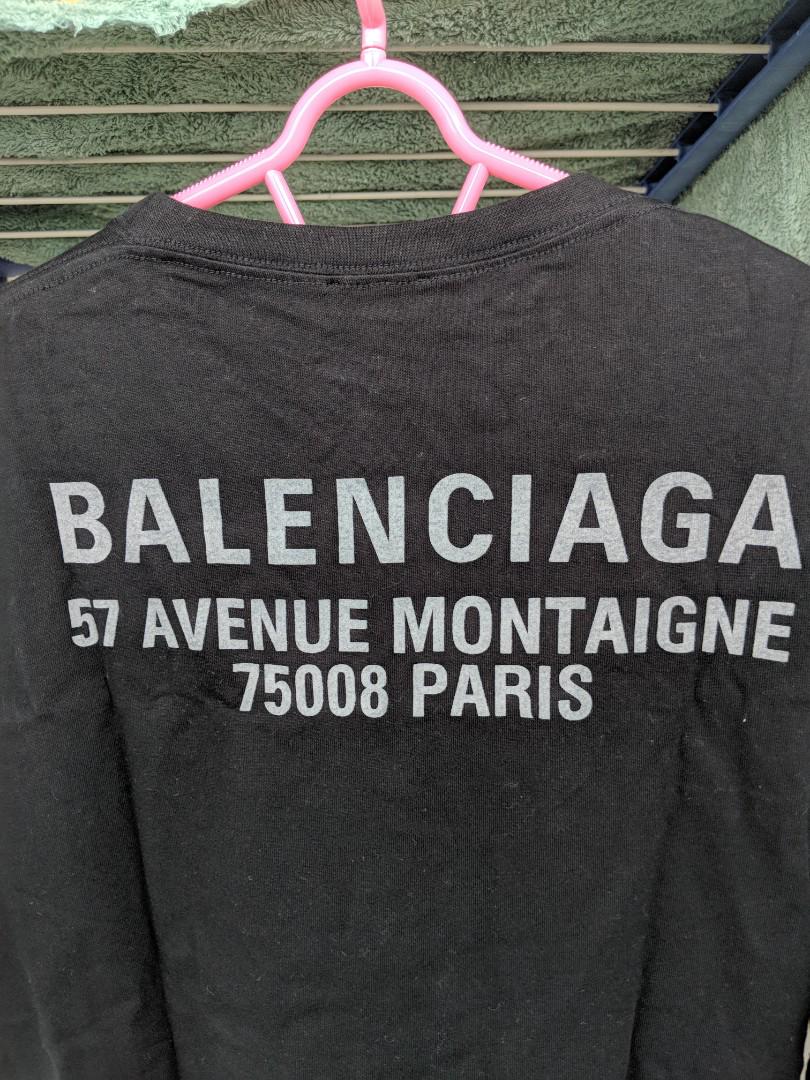 BALENCIAGA
57 AVENUE MONTAIGNE
75008 PARIS